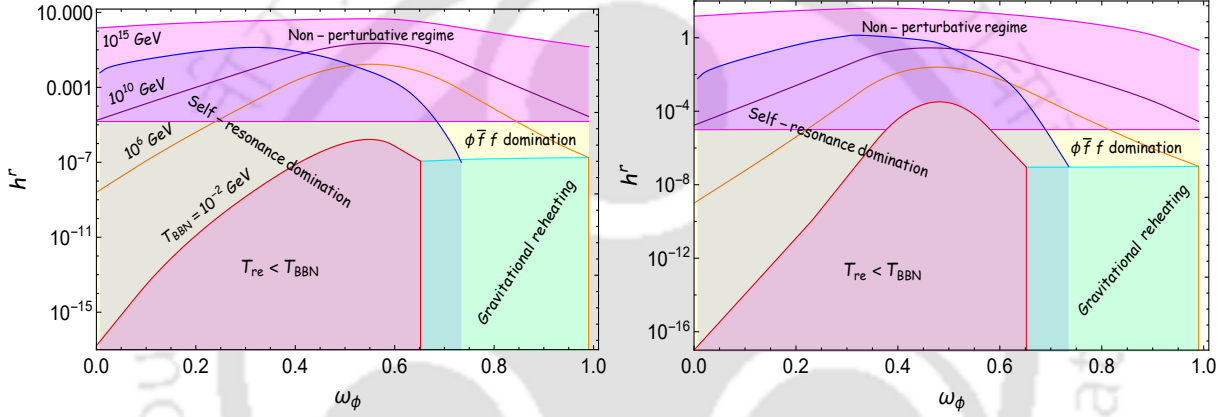 10.000
0.001
10^-7
10^-11
10^-15
h^r
10^15 GeV
Non – perturbative regime
10^10 GeV
Self – resonance domination
10^6 GeV
ϕ f̄ f domination
T_BBN = 10^-2 GeV
T_re < T_BBN
Gravitational reheating
0.0 0.2 0.4 0.6 0.8 1.0
ω_ϕ
1
10^-4
10^-8
10^-12
10^-16
h^r
Non – perturbative regime
Self – resonance domination
ϕ f̄ f domination
T_re < T_BBN
Gravitational reheating
0.0 0.2 0.4 0.6 0.8 1.0
ω_ϕ